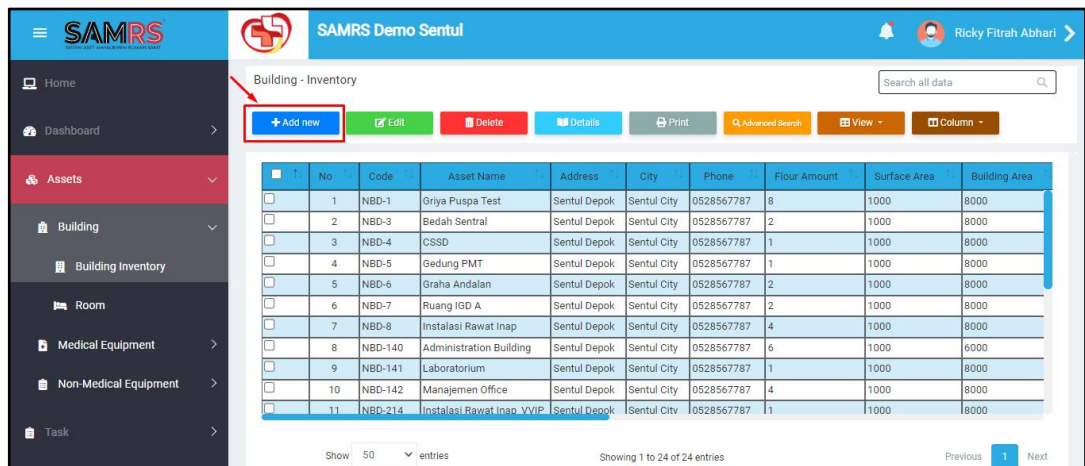 SAMRS
SAMRS Demo Sentul
Ricky Fitrah Abhari
Home
Dashboard
Assets
Building
Building Inventory
Room
Medical Equipment
Non-Medical Equipment
Task
Building - Inventory
Search all data
Add new Edit Delete Details Print Advanced Search View Column
No Code Asset Name Address City Phone Flour Amount Surface Area Building Area
1 NBD-1 Griya Puspa Test Sentul Depok Sentul City 0528567787 8 1000 8000
2 NBD-3 Bedah Sentral Sentul Depok Sentul City 0528567787 2 1000 8000
3 NBD-4 CSSD Sentul Depok Sentul City 0528567787 1 1000 8000
4 NBD-5 Gedung PMT Sentul Depok Sentul City 0528567787 1 1000 8000
5 NBD-6 Graha Andalan Sentul Depok Sentul City 0528567787 2 1000 8000
6 NBD-7 Ruang IGD A Sentul Depok Sentul City 0528567787 2 1000 8000
7 NBD-8 Instalasi Rawat Inap Sentul Depok Sentul City 0528567787 4 1000 8000
8 NBD-140 Administration Building Sentul Depok Sentul City 0528567787 6 1000 6000
9 NBD-141 Laboratorium Sentul Depok Sentul City 0528567787 1 1000 8000
10 NBD-142 Manajemen Office Sentul Depok Sentul City 0528567787 4 1000 8000
11 NBD-214 Instalasi Rawat Inap VVIP Sentul Depok Sentul City 0528567787 1 1000 8000
Show 50 entries
Showing 1 to 24 of 24 entries
Previous 1 Next